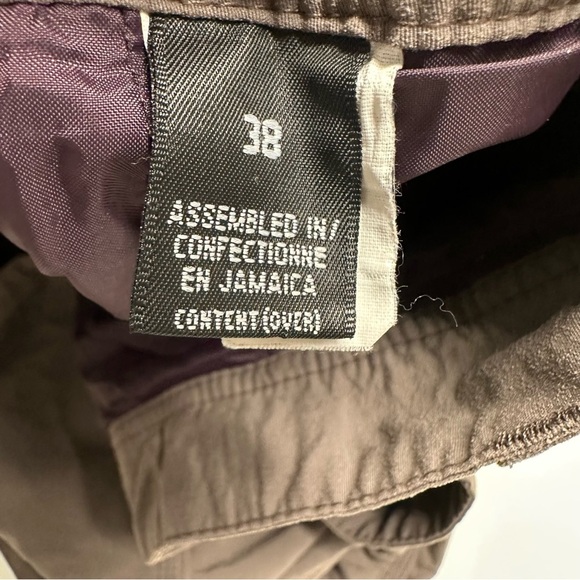 38
ASSEMBLED IN/
CONFECTIONNE
EN JAMAICA
CONTENT(OVER)